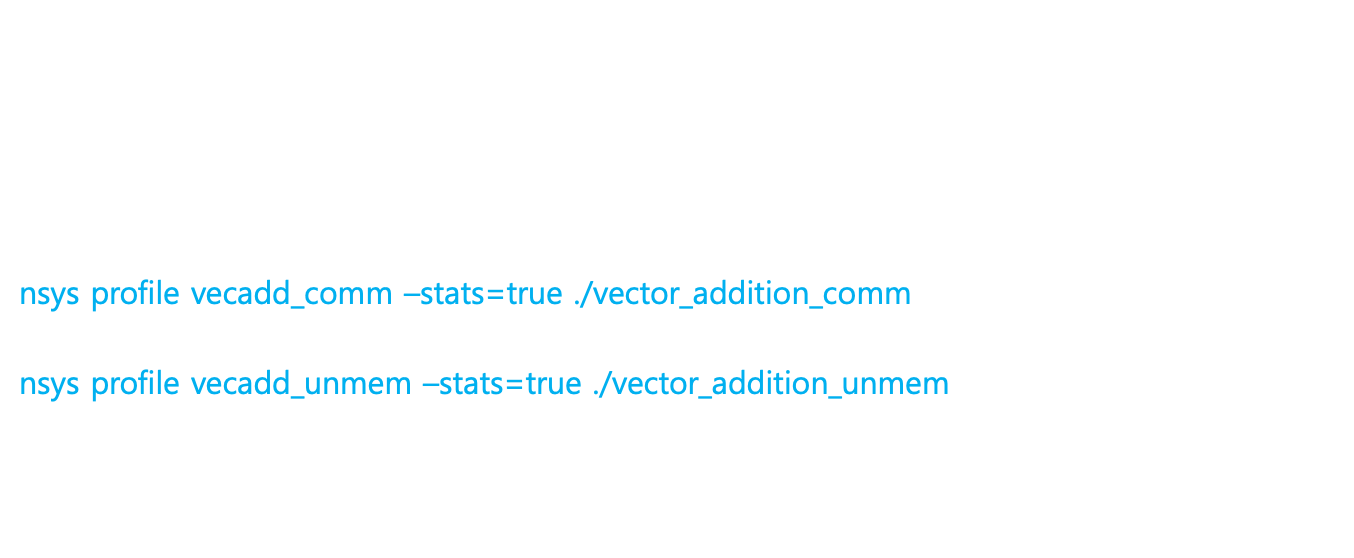 nsys profile vecadd_comm –stats=true ./vector_addition_comm
nsys profile vecadd_unmem –stats=true ./vector_addition_unmem